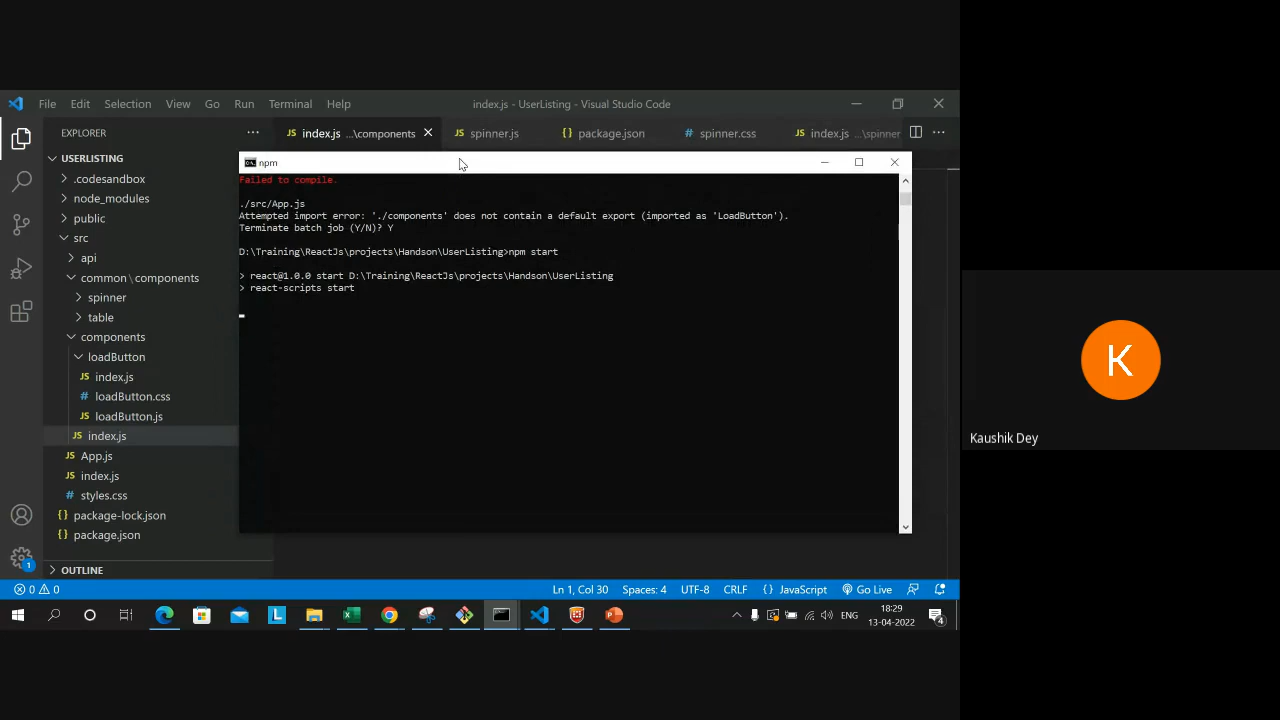 File Edit Selection View Go Run Terminal Help
index.js - UserListing - Visual Studio Code
EXPLORER
index.js ...\components
spinner.js
package.json
spinner.css
index.js ...\spinner
USERLISTING
.codesandbox
node_modules
public
src
api
common\components
spinner
table
components
loadButton
index.js
loadButton.css
loadButton.js
index.js
App.js
index.js
styles.css
package-lock.json
package.json
OUTLINE
npm
Failed to compile.
./src/App.js
Attempted import error: './components' does not contain a default export (imported as 'LoadButton').
Terminate batch job (Y/N)? Y
D:\Training\ReactJs\projects\Handson\UserListing>npm start
> react@1.0.0 start D:\Training\ReactJs\projects\Handson\UserListing
> react-scripts start
1
0 0
Ln 1, Col 30 Spaces: 4 UTF-8 CRLF {} JavaScript Go Live
L
ENG
18:29
13-04-2022
4
K
Kaushik Dey